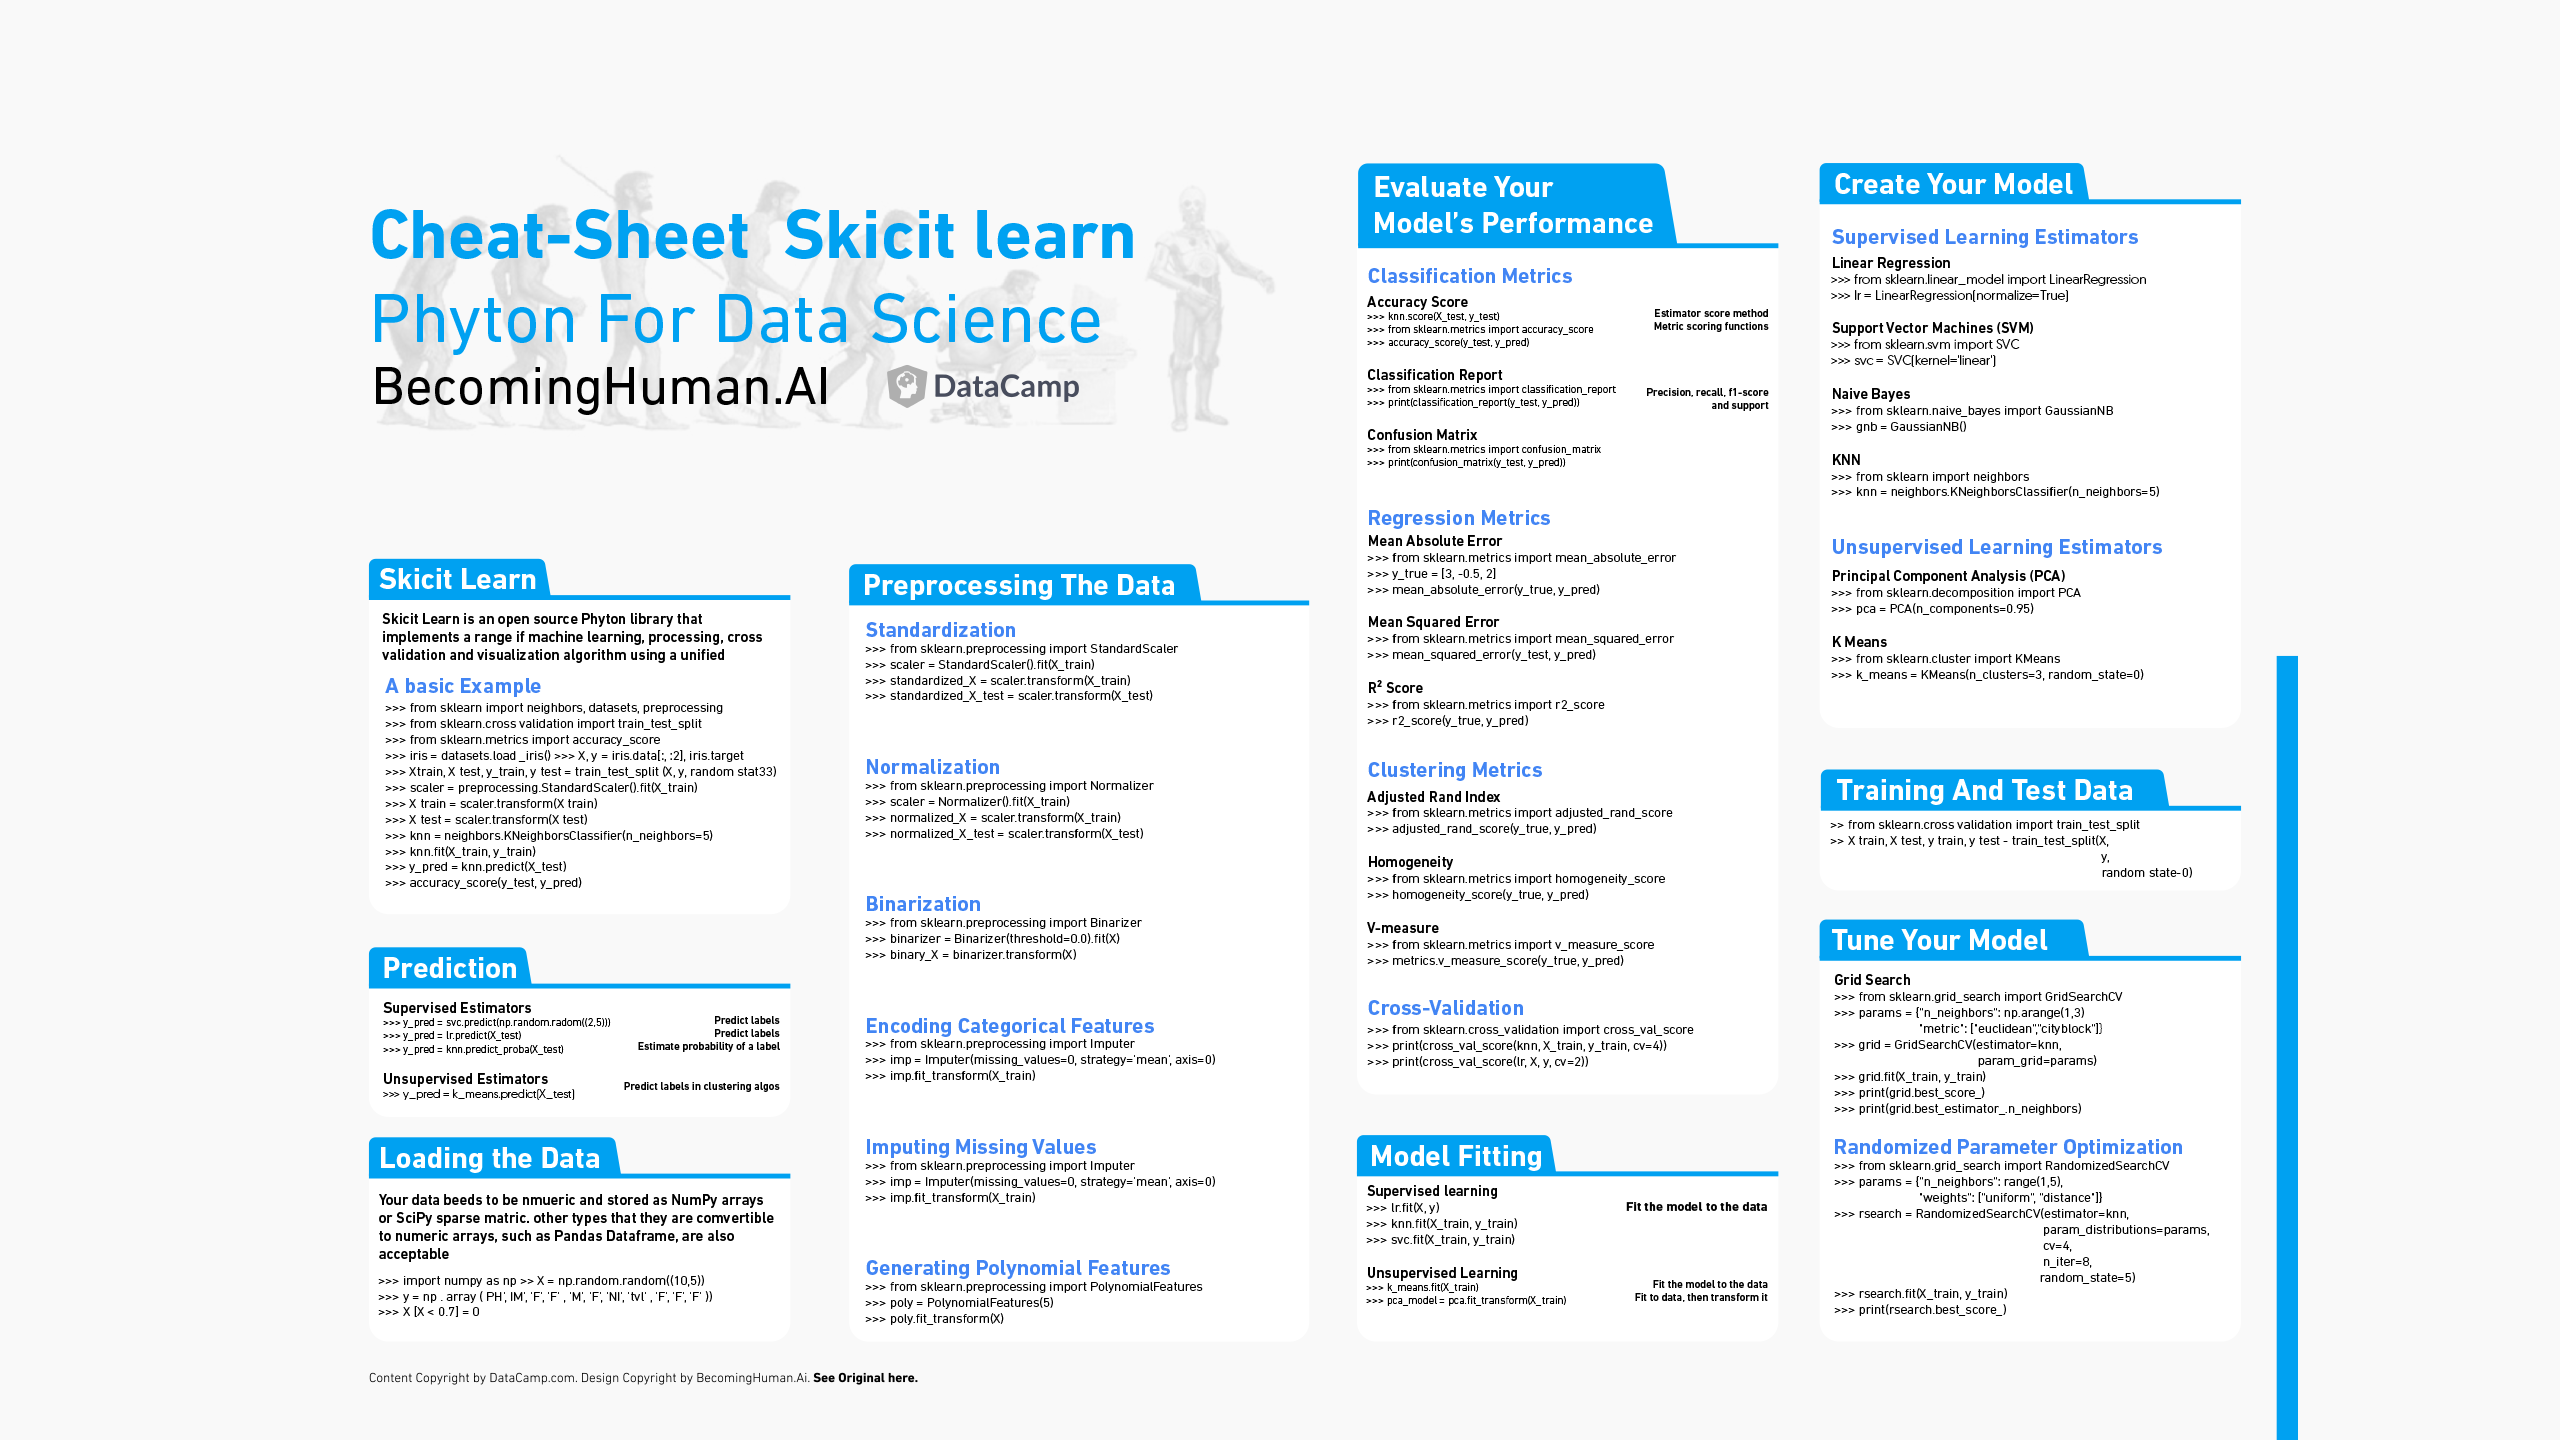 Cheat-Sheet Skicit learn
Phyton For Data Science
BecomingHuman.AI
DataCamp
Skicit Learn
Skicit Learn is an open source Phyton library that
implements a range if machine learning, processing, cross
validation and visualization algorithm using a unified
A basic Example
>>> from sklearn import neighbors, datasets, preprocessing
>>> from sklearn.cross validation import train_test_split
>>> from sklearn.metrics import accuracy_score
>>> iris = datasets.load _iris() >>> X, y = iris.data[:, :2], iris.target
>>> Xtrain, X test, y_train, y test = train_test_split (X, y, random stat33)
>>> scaler = preprocessing.StandardScaler().fit(X_train)
>>> X train = scaler.transform(X train)
>>> X test = scaler.transform(X test)
>>> knn = neighbors.KNeighborsClassifier(n_neighbors=5)
>>> knn.fit(X_train, y_train)
>>> y_pred = knn.predict(X_test)
>>> accuracy_score(y_test, y_pred)
Prediction
Supervised Estimators
>>> y_pred = svc.predict(np.random.radom((2,5))) Predict labels
>>> y_pred = lr.predict(X_test) Predict labels
>>> y_pred = knn.predict_proba(X_test) Estimate probability of a label
Unsupervised Estimators
>>> y_pred = k_means.predict(X_test) Predict labels in clustering algos
Loading the Data
Your data beeds to be nmueric and stored as NumPy arrays
or SciPy sparse matric. other types that they are comvertible
to numeric arrays, such as Pandas Dataframe, are also
acceptable
>>> import numpy as np >> X = np.random.random((10,5))
>>> y = np . array ( PH', IM', 'F', 'F' , 'M', 'F', 'NI', 'tvl' , 'F', 'F', 'F' ))
>>> X [X < 0.7] = 0
Preprocessing The Data
Standardization
>>> from sklearn.preprocessing import StandardScaler
>>> scaler = StandardScaler().fit(X_train)
>>> standardized_X = scaler.transform(X_train)
>>> standardized_X_test = scaler.transform(X_test)
Normalization
>>> from sklearn.preprocessing import Normalizer
>>> scaler = Normalizer().fit(X_train)
>>> normalized_X = scaler.transform(X_train)
>>> normalized_X_test = scaler.transform(X_test)
Binarization
>>> from sklearn.preprocessing import Binarizer
>>> binarizer = Binarizer(threshold=0.0).fit(X)
>>> binary_X = binarizer.transform(X)
Encoding Categorical Features
>>> from sklearn.preprocessing import Imputer
>>> imp = Imputer(missing_values=0, strategy='mean', axis=0)
>>> imp.fit_transform(X_train)
Imputing Missing Values
>>> from sklearn.preprocessing import Imputer
>>> imp = Imputer(missing_values=0, strategy='mean', axis=0)
>>> imp.fit_transform(X_train)
Generating Polynomial Features
>>> from sklearn.preprocessing import PolynomialFeatures
>>> poly = PolynomialFeatures(5)
>>> poly.fit_transform(X)
Evaluate Your
Model's Performance
Classification Metrics
Accuracy Score
>>> knn.score(X_test, y_test) Estimator score method
>>> from sklearn.metrics import accuracy_score Metric scoring functions
>>> accuracy_score(y_test, y_pred)
Classification Report
>>> from sklearn.metrics import classification_report Precision, recall, f1-score
>>> print(classification_report(y_test, y_pred)) and support
Confusion Matrix
>>> from sklearn.metrics import confusion_matrix
>>> print(confusion_matrix(y_test, y_pred))
Regression Metrics
Mean Absolute Error
>>> from sklearn.metrics import mean_absolute_error
>>> y_true = [3, -0.5, 2]
>>> mean_absolute_error(y_true, y_pred)
Mean Squared Error
>>> from sklearn.metrics import mean_squared_error
>>> mean_squared_error(y_test, y_pred)
R² Score
>>> from sklearn.metrics import r2_score
>>> r2_score(y_true, y_pred)
Clustering Metrics
Adjusted Rand Index
>>> from sklearn.metrics import adjusted_rand_score
>>> adjusted_rand_score(y_true, y_pred)
Homogeneity
>>> from sklearn.metrics import homogeneity_score
>>> homogeneity_score(y_true, y_pred)
V-measure
>>> from sklearn.metrics import v_measure_score
>>> metrics.v_measure_score(y_true, y_pred)
Cross-Validation
>>> from sklearn.cross_validation import cross_val_score
>>> print(cross_val_score(knn, X_train, y_train, cv=4))
>>> print(cross_val_score(lr, X, y, cv=2))
Model Fitting
Supervised learning
>>> lr.fit(X, y) Fit the model to the data
>>> knn.fit(X_train, y_train)
>>> svc.fit(X_train, y_train)
Unsupervised Learning
>>> k_means.fit(X_train) Fit the model to the data
>>> pca_model = pca.fit_transform(X_train) Fit to data, then transform it
Create Your Model
Supervised Learning Estimators
Linear Regression
>>> from sklearn.linear_model import LinearRegression
>>> lr = LinearRegression(normalize=True)
Support Vector Machines (SVM)
>>> from sklearn.svm import SVC
>>> svc = SVC(kernel='linear')
Naive Bayes
>>> from sklearn.naive_bayes import GaussianNB
>>> gnb = GaussianNB()
KNN
>>> from sklearn import neighbors
>>> knn = neighbors.KNeighborsClassifier(n_neighbors=5)
Unsupervised Learning Estimators
Principal Component Analysis (PCA)
>>> from sklearn.decomposition import PCA
>>> pca = PCA(n_components=0.95)
K Means
>>> from sklearn.cluster import KMeans
>>> k_means = KMeans(n_clusters=3, random_state=0)
Training And Test Data
>> from sklearn.cross validation import train_test_split
>> X train, X test, y train, y test - train_test_split(X,
y,
random state-0)
Tune Your Model
Grid Search
>>> from sklearn.grid_search import GridSearchCV
>>> params = {"n_neighbors": np.arange(1,3)
"metric": ["euclidean","cityblock"]}
>>> grid = GridSearchCV(estimator=knn,
param_grid=params)
>>> grid.fit(X_train, y_train)
>>> print(grid.best_score_)
>>> print(grid.best_estimator_.n_neighbors)
Randomized Parameter Optimization
>>> from sklearn.grid_search import RandomizedSearchCV
>>> params = {"n_neighbors": range(1,5),
"weights": ["uniform", "distance"]}
>>> rsearch = RandomizedSearchCV(estimator=knn,
param_distributions=params,
cv=4,
n_iter=8,
random_state=5)
>>> rsearch.fit(X_train, y_train)
>>> print(rsearch.best_score_)
Content Copyright by DataCamp.com. Design Copyright by BecomingHuman.Ai. See Original here.